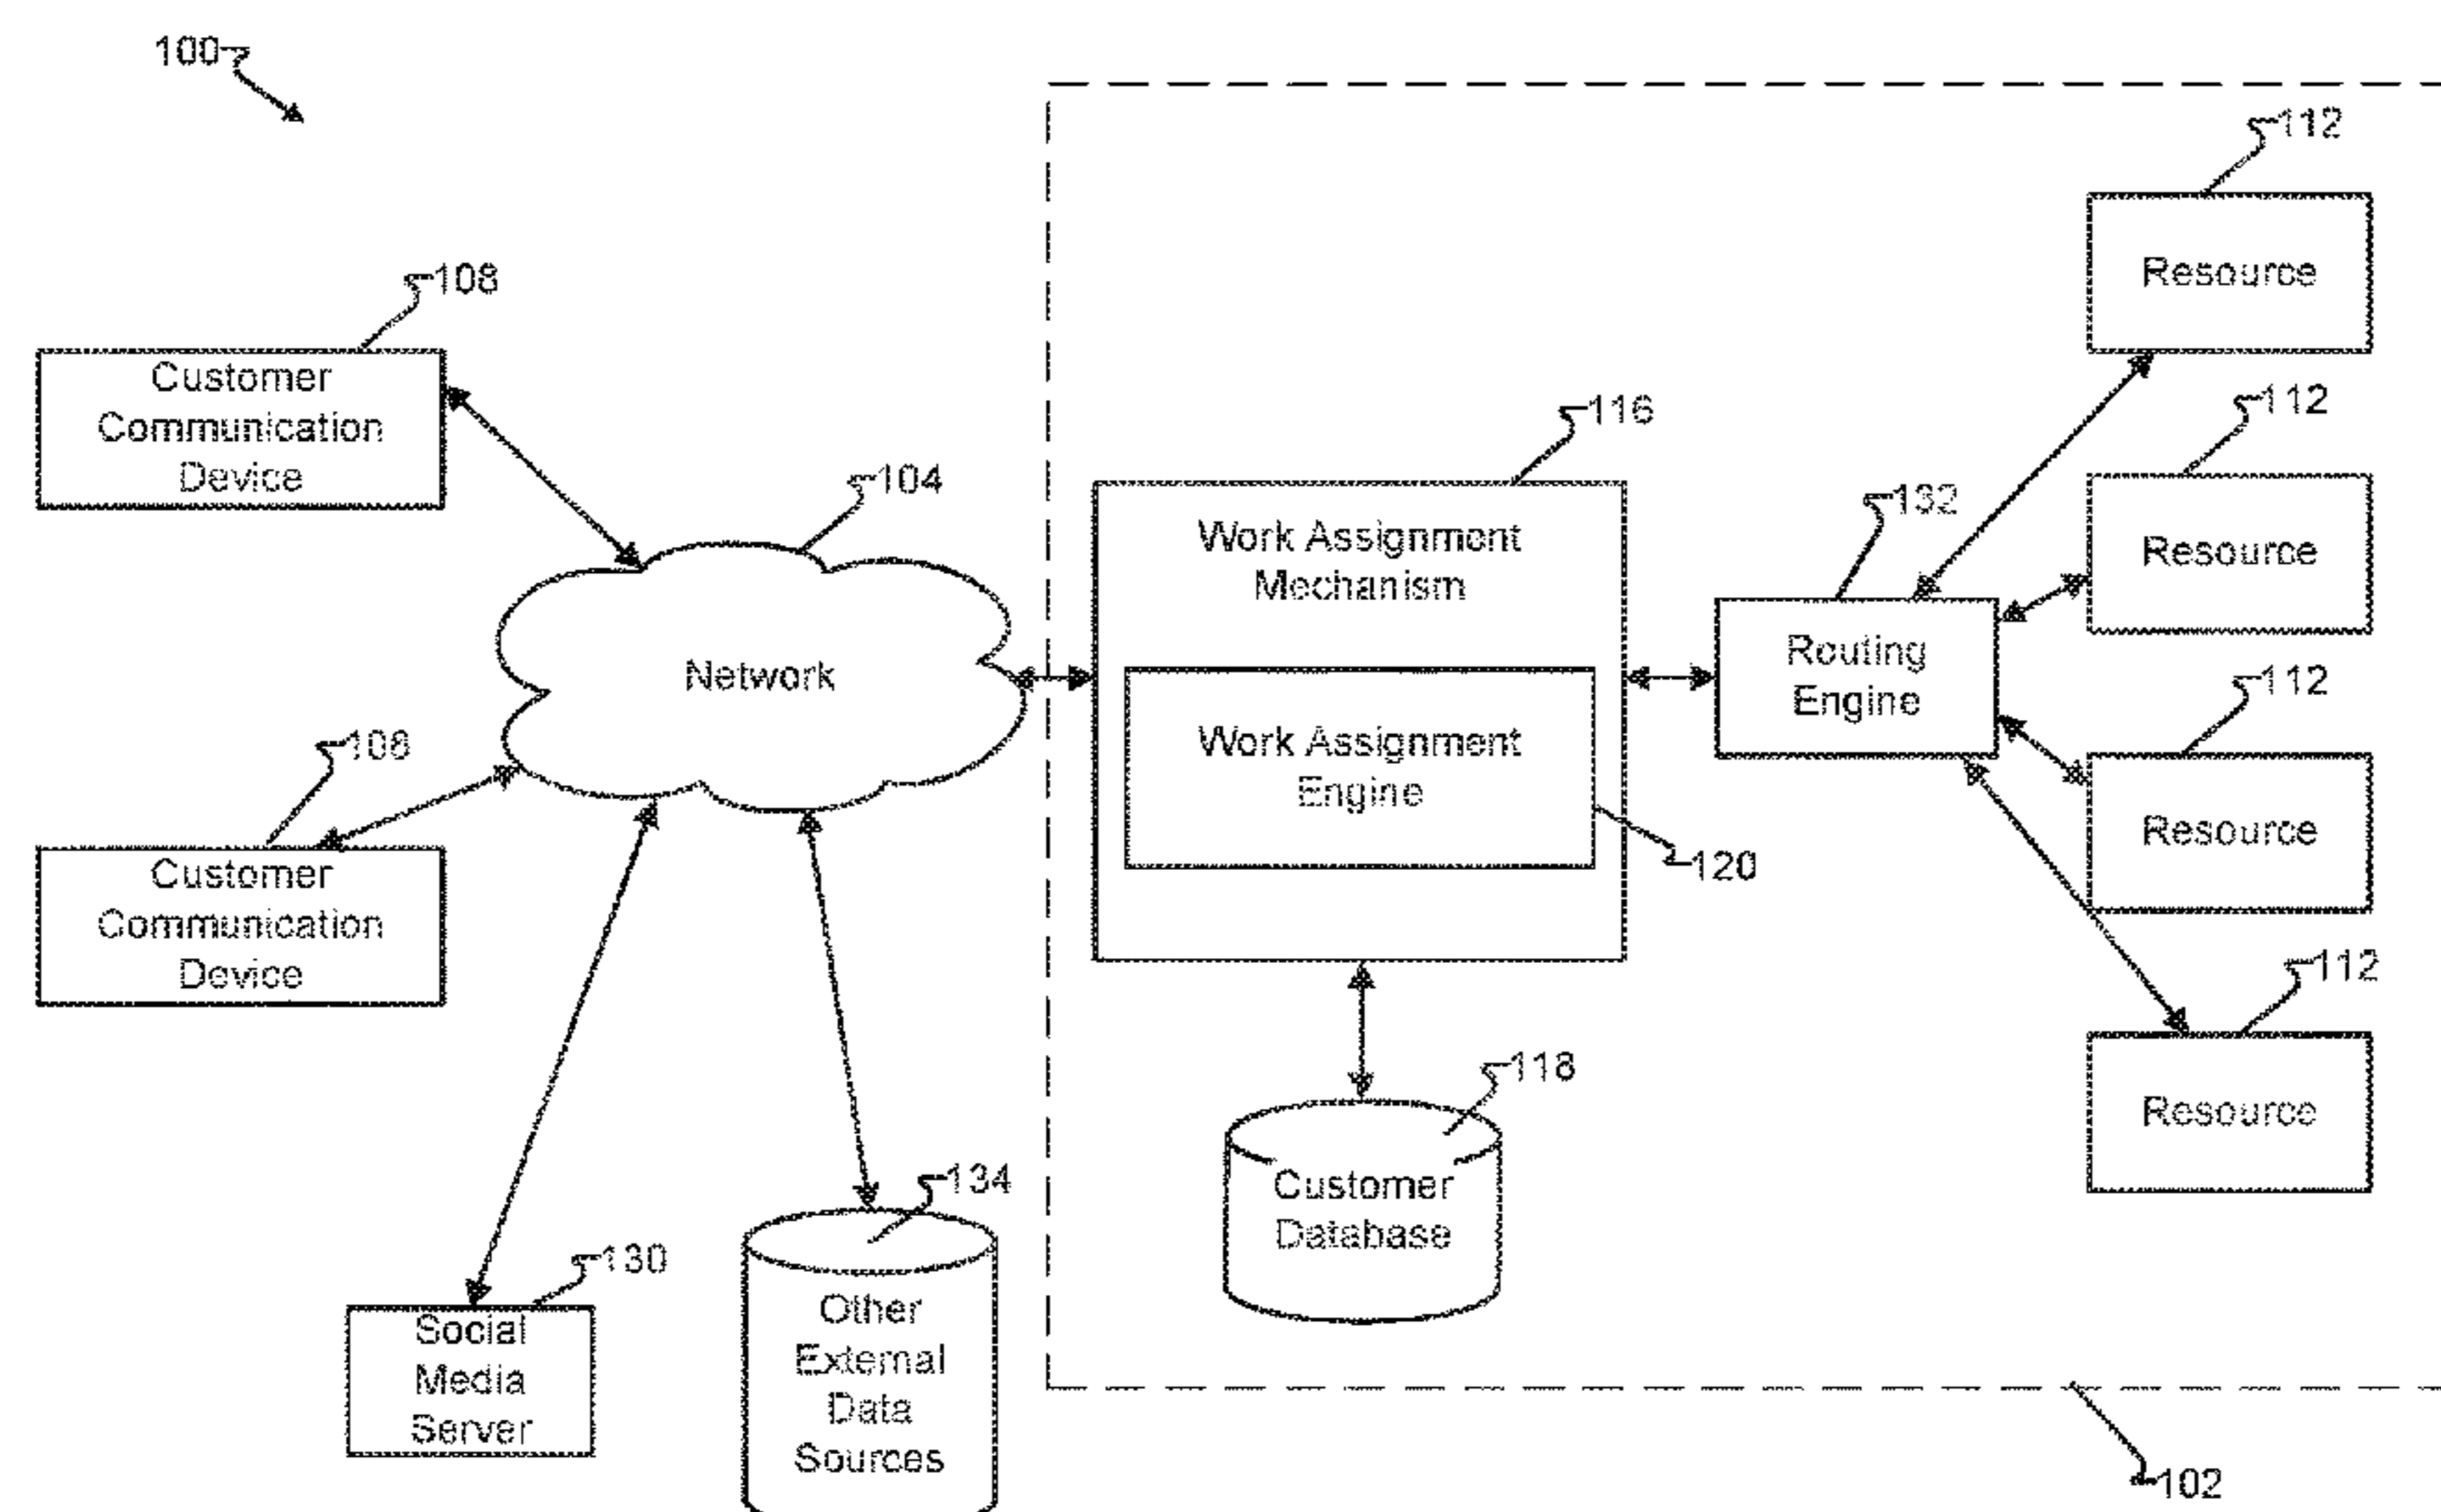 100
112
Resource
108
Customer
Communication
Device
112
Resource
116
104
132
Work Assignment
Mechanism
Network
Routing
Engine
112
Resource
108
Work Assignment
Engine
120
Customer
Communication
Device
112
Resource
118
Customer
Database
134
Other
External
Data
Sources
130
Social
Media
Server
102